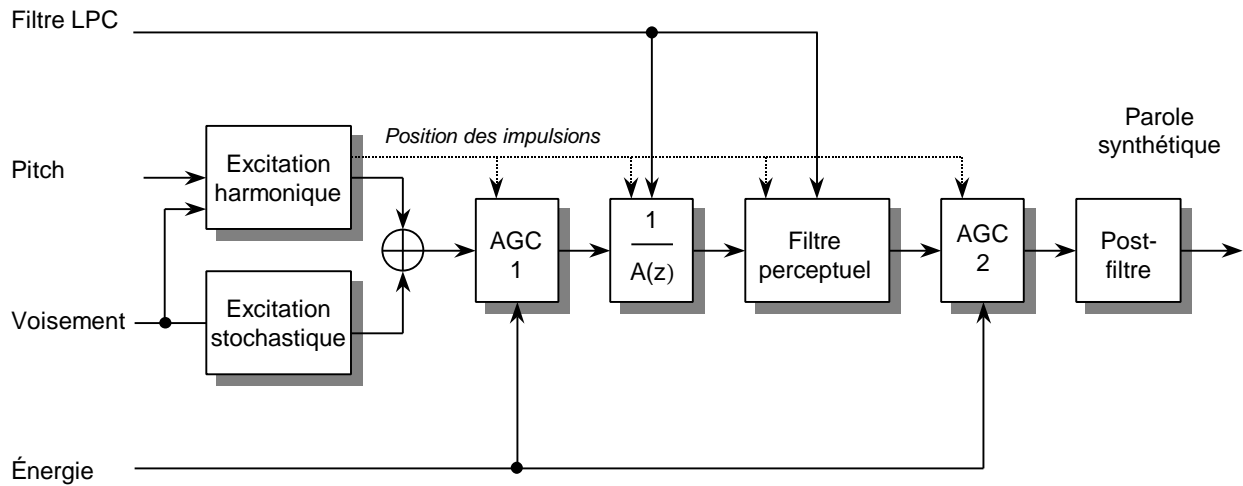 Filtre LPC
Parole
synthétique
Position des impulsions
Pitch
Excitation
harmonique
AGC
1
1
A(z)
Filtre
perceptuel
AGC
2
Post-
filtre
Voisement
Excitation
stochastique
Énergie